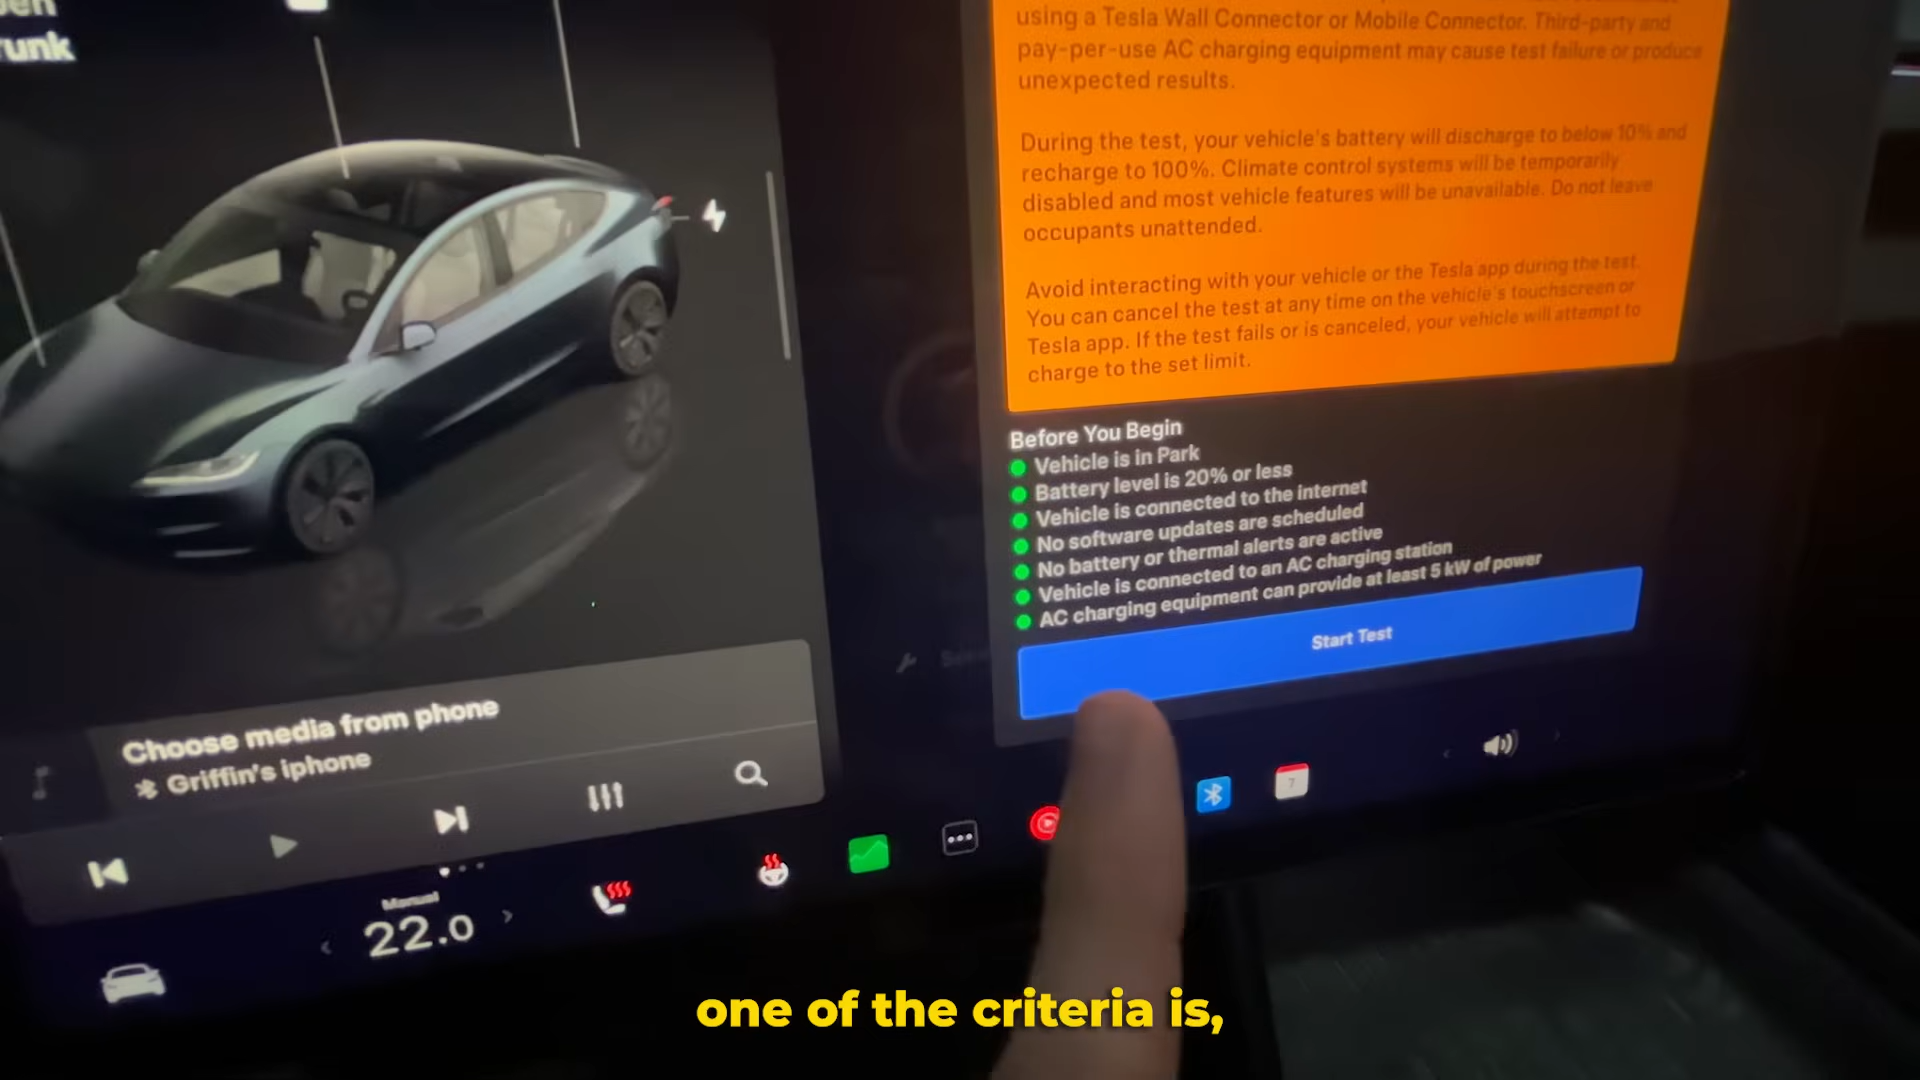 unk
using a Tesla Wall Connector or Mobile Connector. Third-party and
pay-per-use AC charging equipment may cause test failure or produce
unexpected results.
During the test, your vehicle's battery will discharge to below 10% and
recharge to 100%. Climate control systems will be temporarily
disabled and most vehicle features will be unavailable. Do not leave
occupants unattended.
Avoid interacting with your vehicle or the Tesla app during the test.
You can cancel the test at any time on the vehicle's touchscreen or
Tesla app. If the test fails or is canceled, your vehicle will attempt to
charge to the set limit.
Before You Begin
Vehicle is in Park
Battery level is 20% or less
Vehicle is connected to the internet
No software updates are scheduled
No battery or thermal alerts are active
Vehicle is connected to an AC charging station
AC charging equipment can provide at least 5 kW of power
Start Test
Choose media from phone
Griffin's iphone
Manual
22.0
7
one of the criteria is,